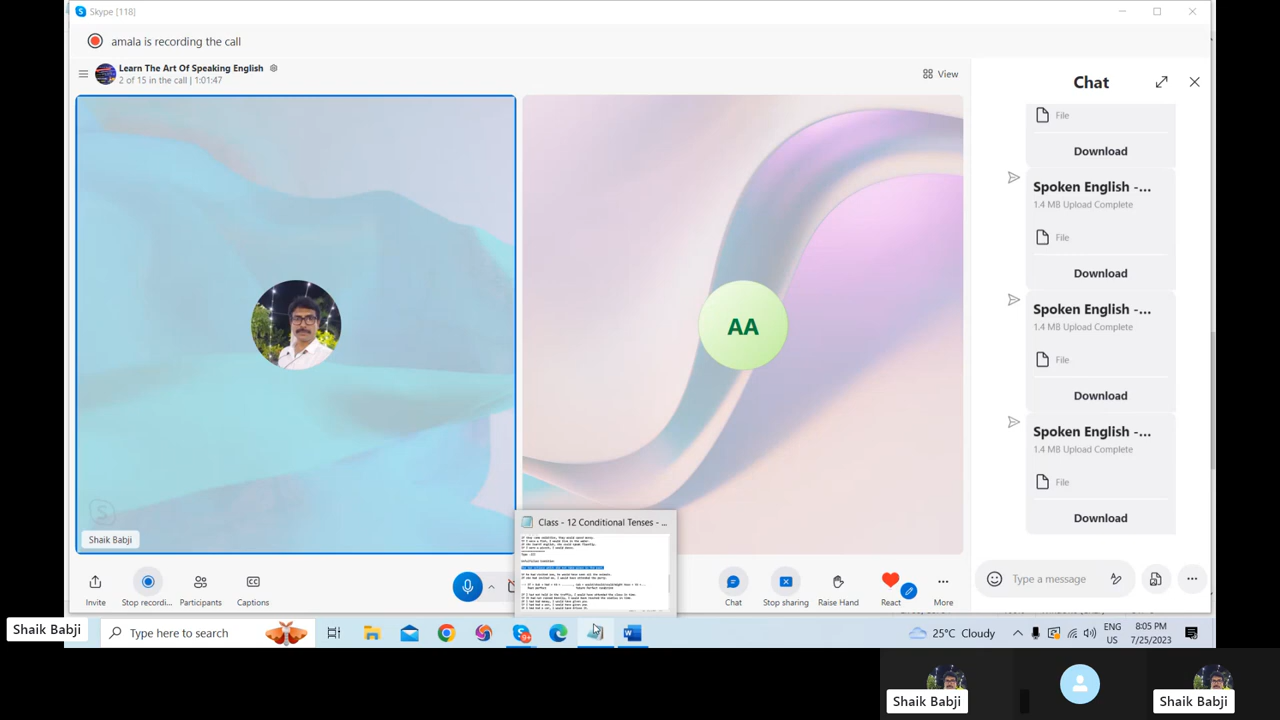 Skype [118]
amala is recording the call
Learn The Art Of Speaking English
2 of 15 in the call | 1:01:47
View
Chat
File
Download
Spoken English -...
1.4 MB Upload Complete
File
Download
Spoken English -...
1.4 MB Upload Complete
File
Download
Spoken English -...
1.4 MB Upload Complete
File
Download
AA
Shaik Babji
Class - 12 Conditional Tenses - ...
Type a message
Invite
Stop recordi...
Participants
Captions
Chat
Stop sharing
Raise Hand
React
More
Shaik Babji
Type here to search
9+
25°C Cloudy
ENG
US
8:05 PM
7/25/2023
Shaik Babji
Shaik Babji